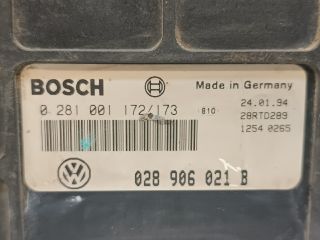 BOSCH Made in Germany
0 281 001 172/173 810 24.01.94
28RTD289
1254 0265
028 906 021 B